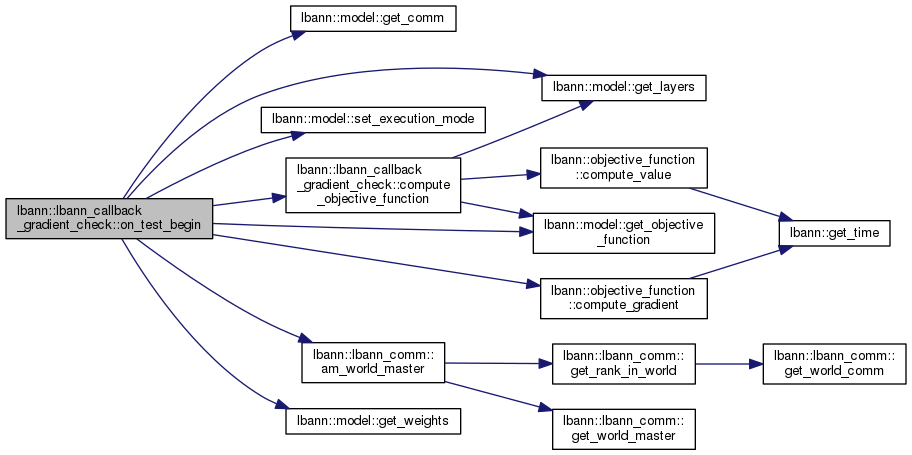 lbann::model::get_comm
lbann::model::get_layers
lbann::model::set_execution_mode
lbann::lbann_callback
_gradient_check::compute
_objective_function
lbann::objective_function
::compute_value
lbann::lbann_callback
_gradient_check::on_test_begin
lbann::model::get_objective
_function
lbann::get_time
lbann::objective_function
::compute_gradient
lbann::lbann_comm::
am_world_master
lbann::lbann_comm::
get_rank_in_world
lbann::lbann_comm::
get_world_comm
lbann::model::get_weights
lbann::lbann_comm::
get_world_master